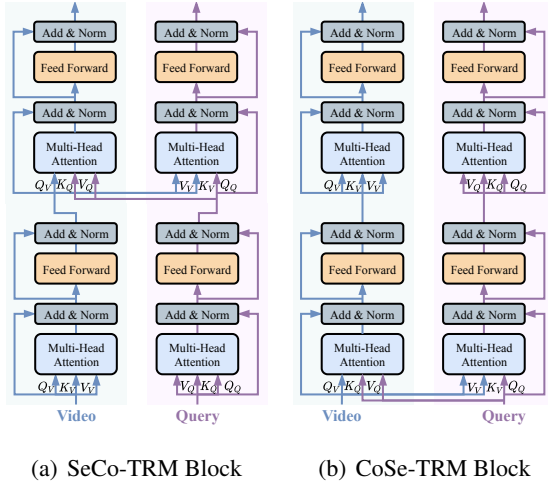 Add & Norm
Feed Forward
Add & Norm
Multi-Head
Attention
Q_V K_Q V_Q
Add & Norm
Feed Forward
Add & Norm
Multi-Head
Attention
Q_V K_V V_V
Video
Add & Norm
Feed Forward
Add & Norm
Multi-Head
Attention
V_V K_V Q_Q
Add & Norm
Feed Forward
Add & Norm
Multi-Head
Attention
V_Q K_Q Q_Q
Query
(a) SeCo-TRM Block
Add & Norm
Feed Forward
Add & Norm
Multi-Head
Attention
Q_V K_V V_V
Add & Norm
Feed Forward
Add & Norm
Multi-Head
Attention
Q_V K_Q V_Q
Video
Add & Norm
Feed Forward
Add & Norm
Multi-Head
Attention
V_Q K_Q Q_Q
Add & Norm
Feed Forward
Add & Norm
Multi-Head
Attention
V_V K_V Q_Q
Query
(b) CoSe-TRM Block